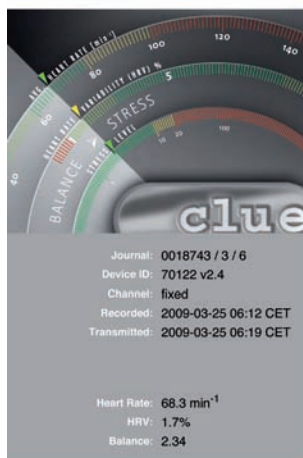 AVG HEART RATE [min⁻¹]
40 60 80 100 120 140
HEART RATE VARIABILITY (HRV) %
5
BALANCE
STRESS
LEVEL
10 20 100
clue
Journal: 0018743 / 3 / 6
Device ID: 70122 v2.4
Channel: fixed
Recorded: 2009-03-25 06:12 CET
Transmitted: 2009-03-25 06:19 CET
Heart Rate: 68.3 min⁻¹
HRV: 1.7%
Balance: 2.34